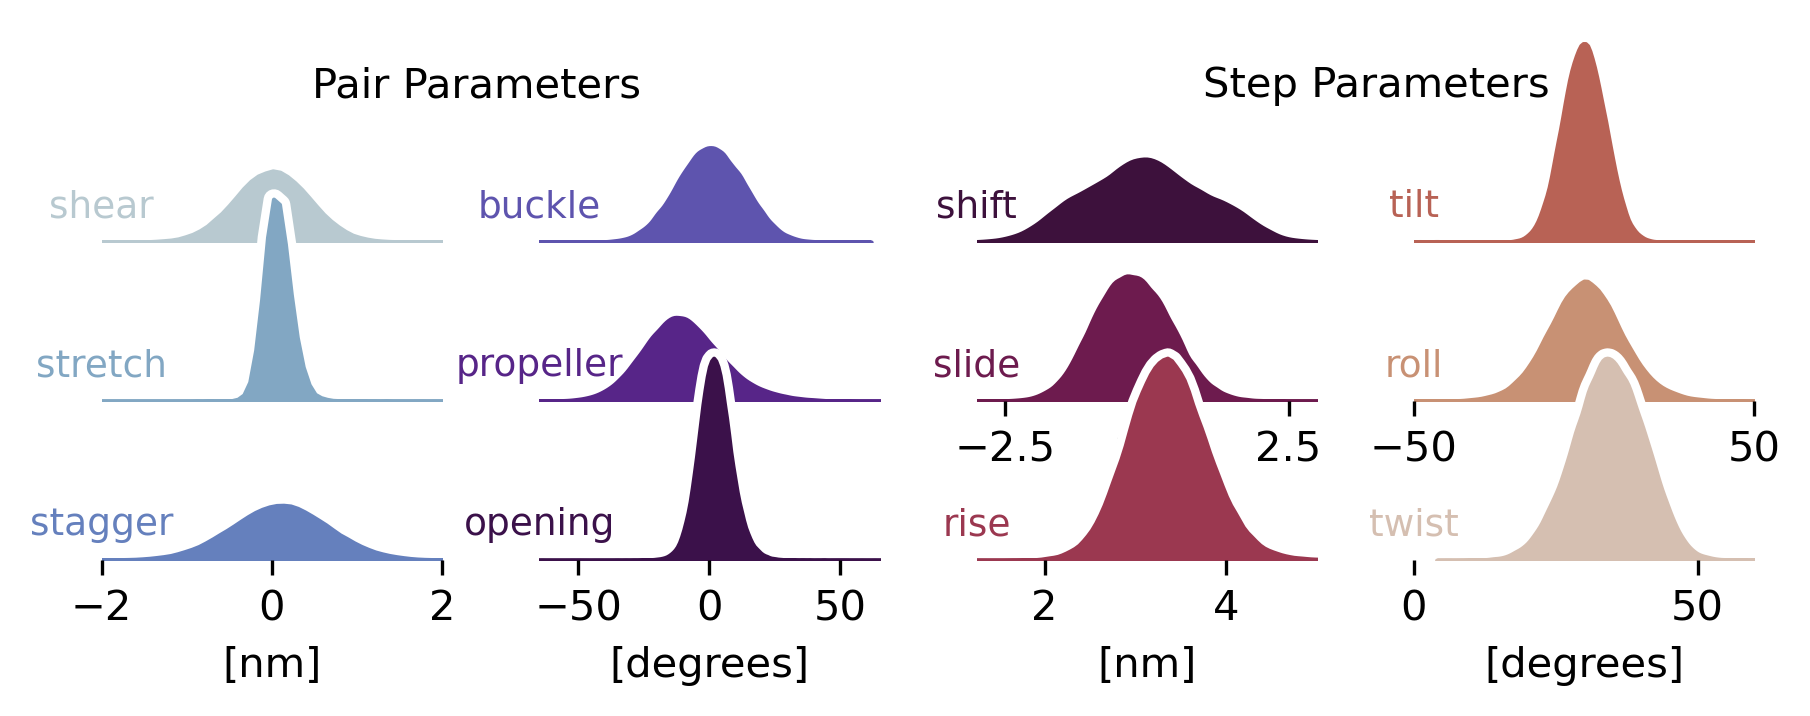 Pair Parameters
Step Parameters
shear
buckle
shift
tilt
stretch
propeller
slide
roll
−2.5 2.5
−50 50
stagger
opening
rise
twist
−2 0 2
−50 0 50
2 4
0 50
[nm]
[degrees]
[nm]
[degrees]